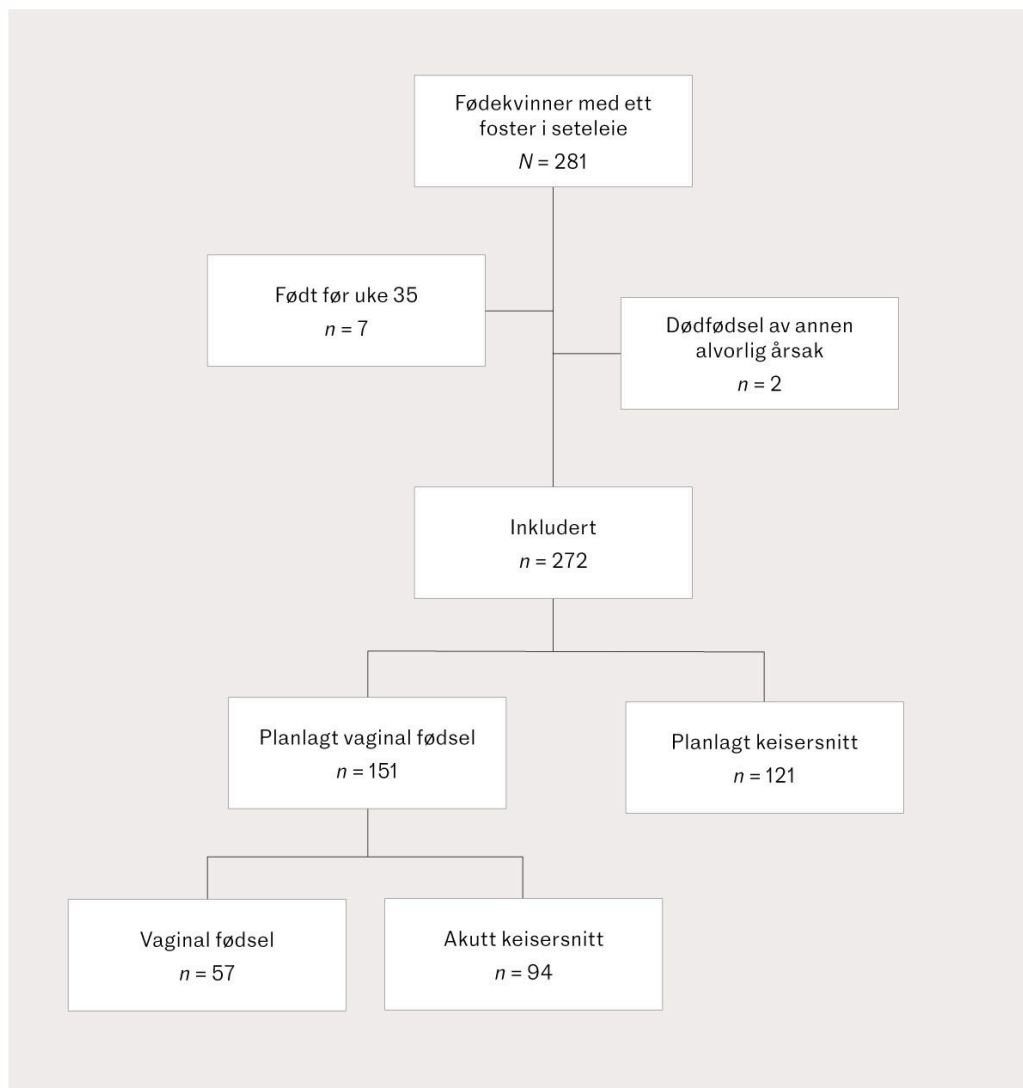 Fødekvinner med ett
foster i seteleie
N = 281
Født før uke 35
n = 7
Dødfødsel av annen
alvorlig årsak
n = 2
Inkludert
n = 272
Planlagt vaginal fødsel
n = 151
Planlagt keisersnitt
n = 121
Vaginal fødsel
n = 57
Akutt keisersnitt
n = 94